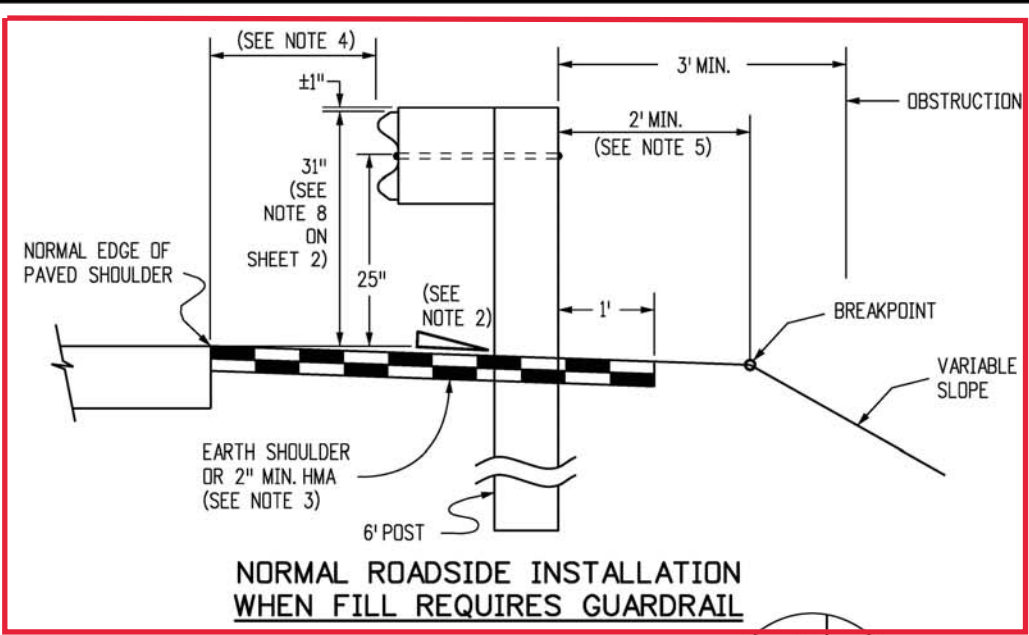 (SEE NOTE 4)
±1"
3' MIN.
OBSTRUCTION
2' MIN.
(SEE NOTE 5)
31"
(SEE
NOTE 8
ON
SHEET 2)
NORMAL EDGE OF
PAVED SHOULDER
25"
(SEE
NOTE 2)
1'
BREAKPOINT
VARIABLE
SLOPE
EARTH SHOULDER
OR 2" MIN. HMA
(SEE NOTE 3)
6' POST
NORMAL ROADSIDE INSTALLATION
WHEN FILL REQUIRES GUARDRAIL